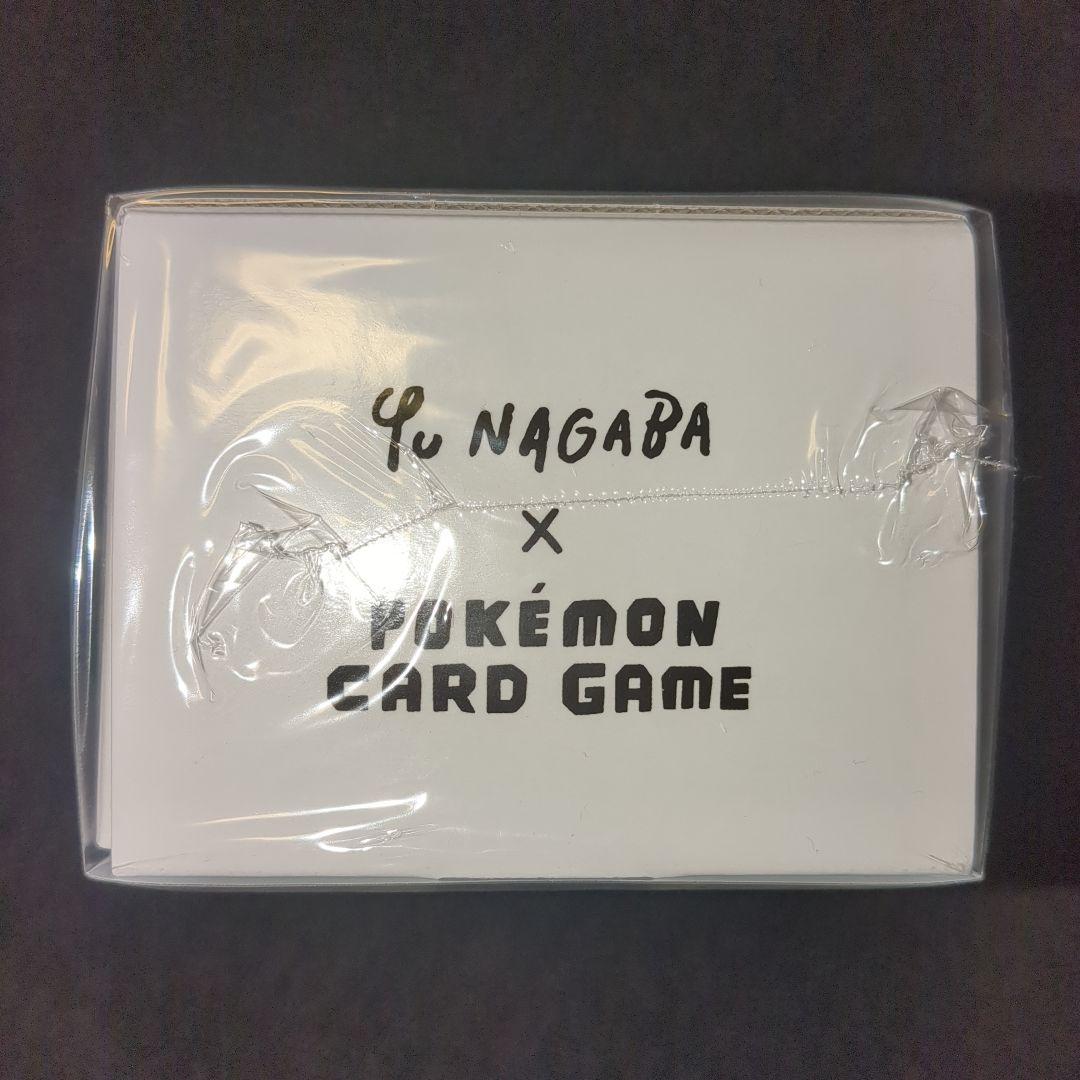 Yu NAGABA
×
POKÉMON
CARD GAME